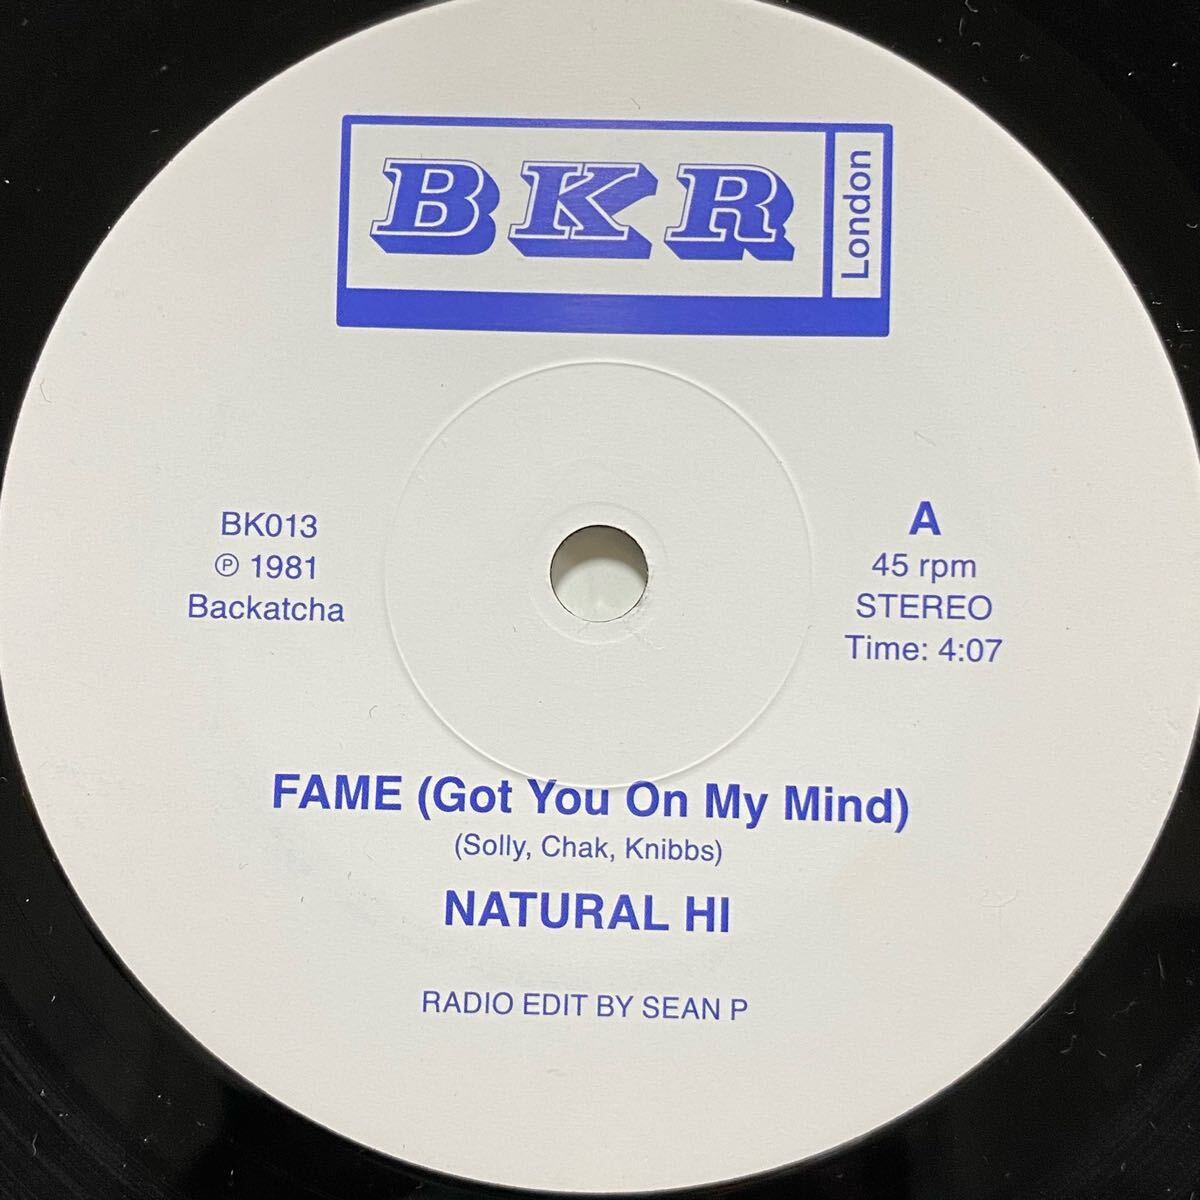 BKR
London
BK013
℗ 1981
Backatcha
A
45 rpm
STEREO
Time: 4:07
FAME (Got You On My Mind)
(Solly, Chak, Knibbs)
NATURAL HI
RADIO EDIT BY SEAN P